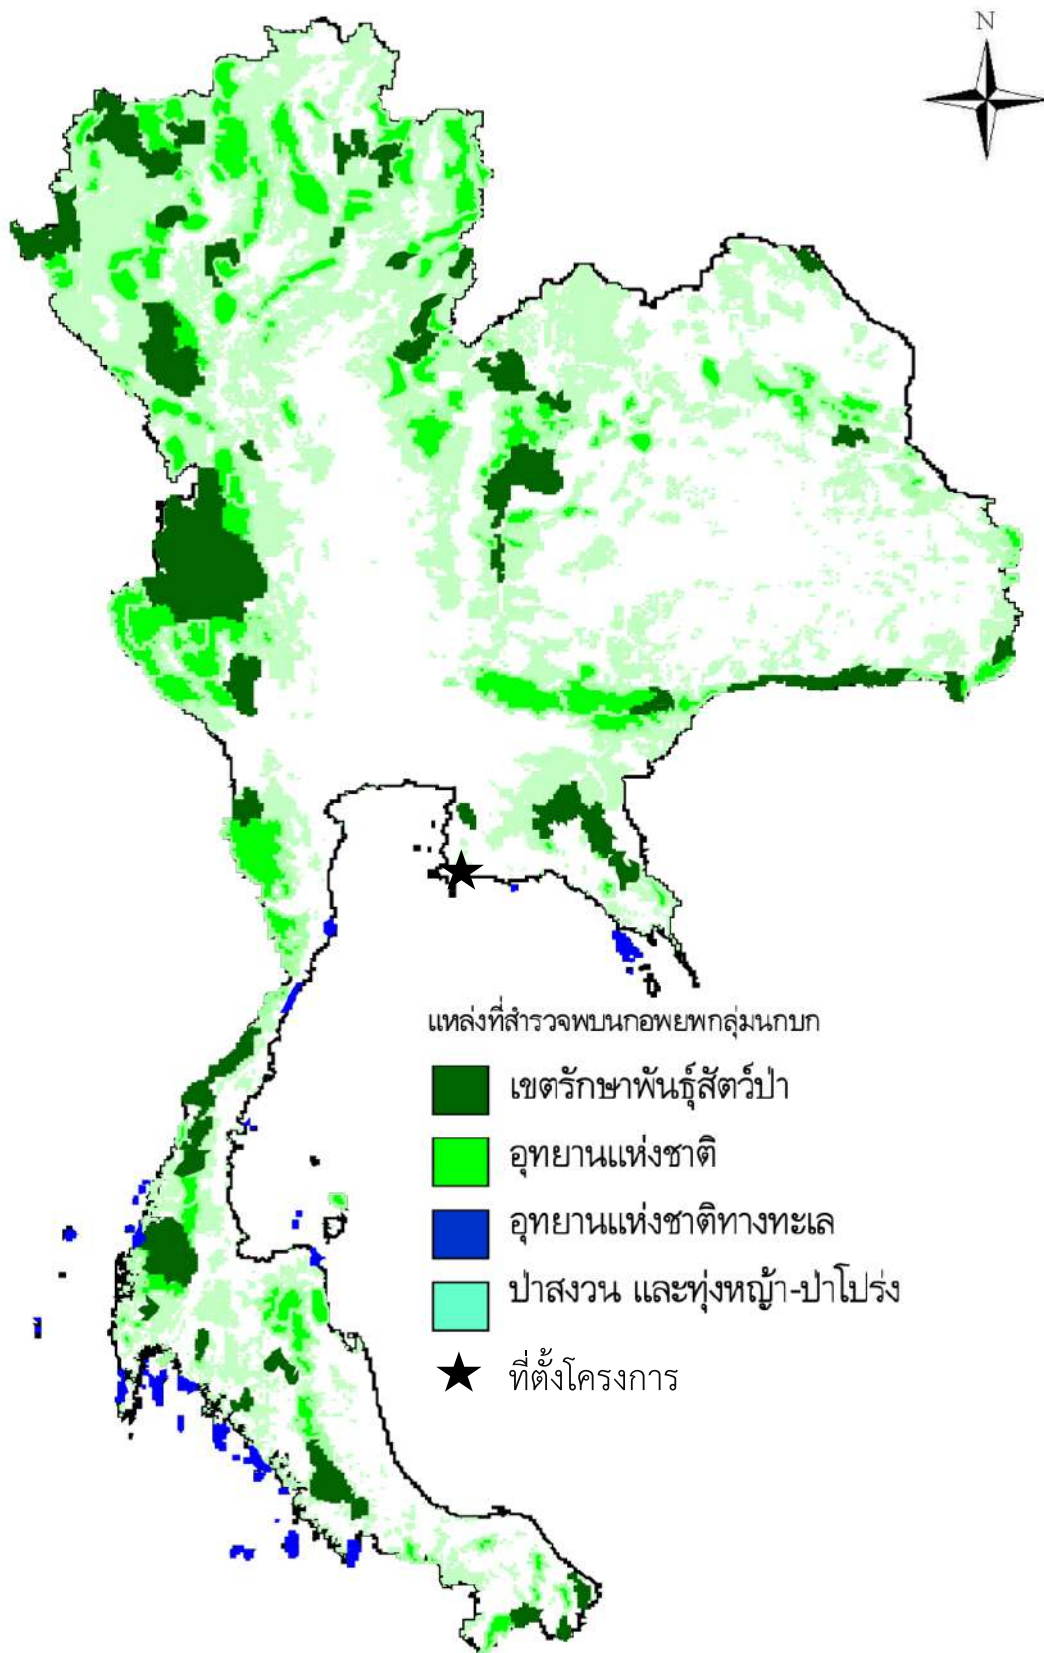 N
แหล่งที่สำรวจพบนกอพยพกลุ่มนกบก
เขตรักษาพันธุ์สัตว์ป่า
อุทยานแห่งชาติ
อุทยานแห่งชาติทางทะเล
ป่าสงวน และทุ่งหญ้า-ป่าโปร่ง
ที่ตั้งโครงการ